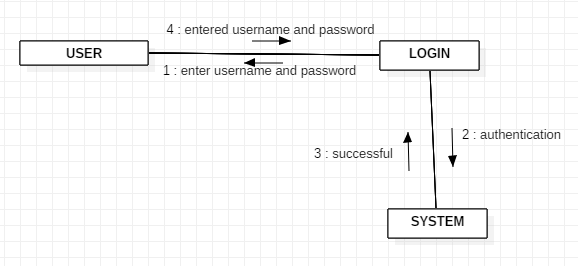 4 : entered username and password
USER
LOGIN
1 : enter username and password
2 : authentication
3 : successful
SYSTEM